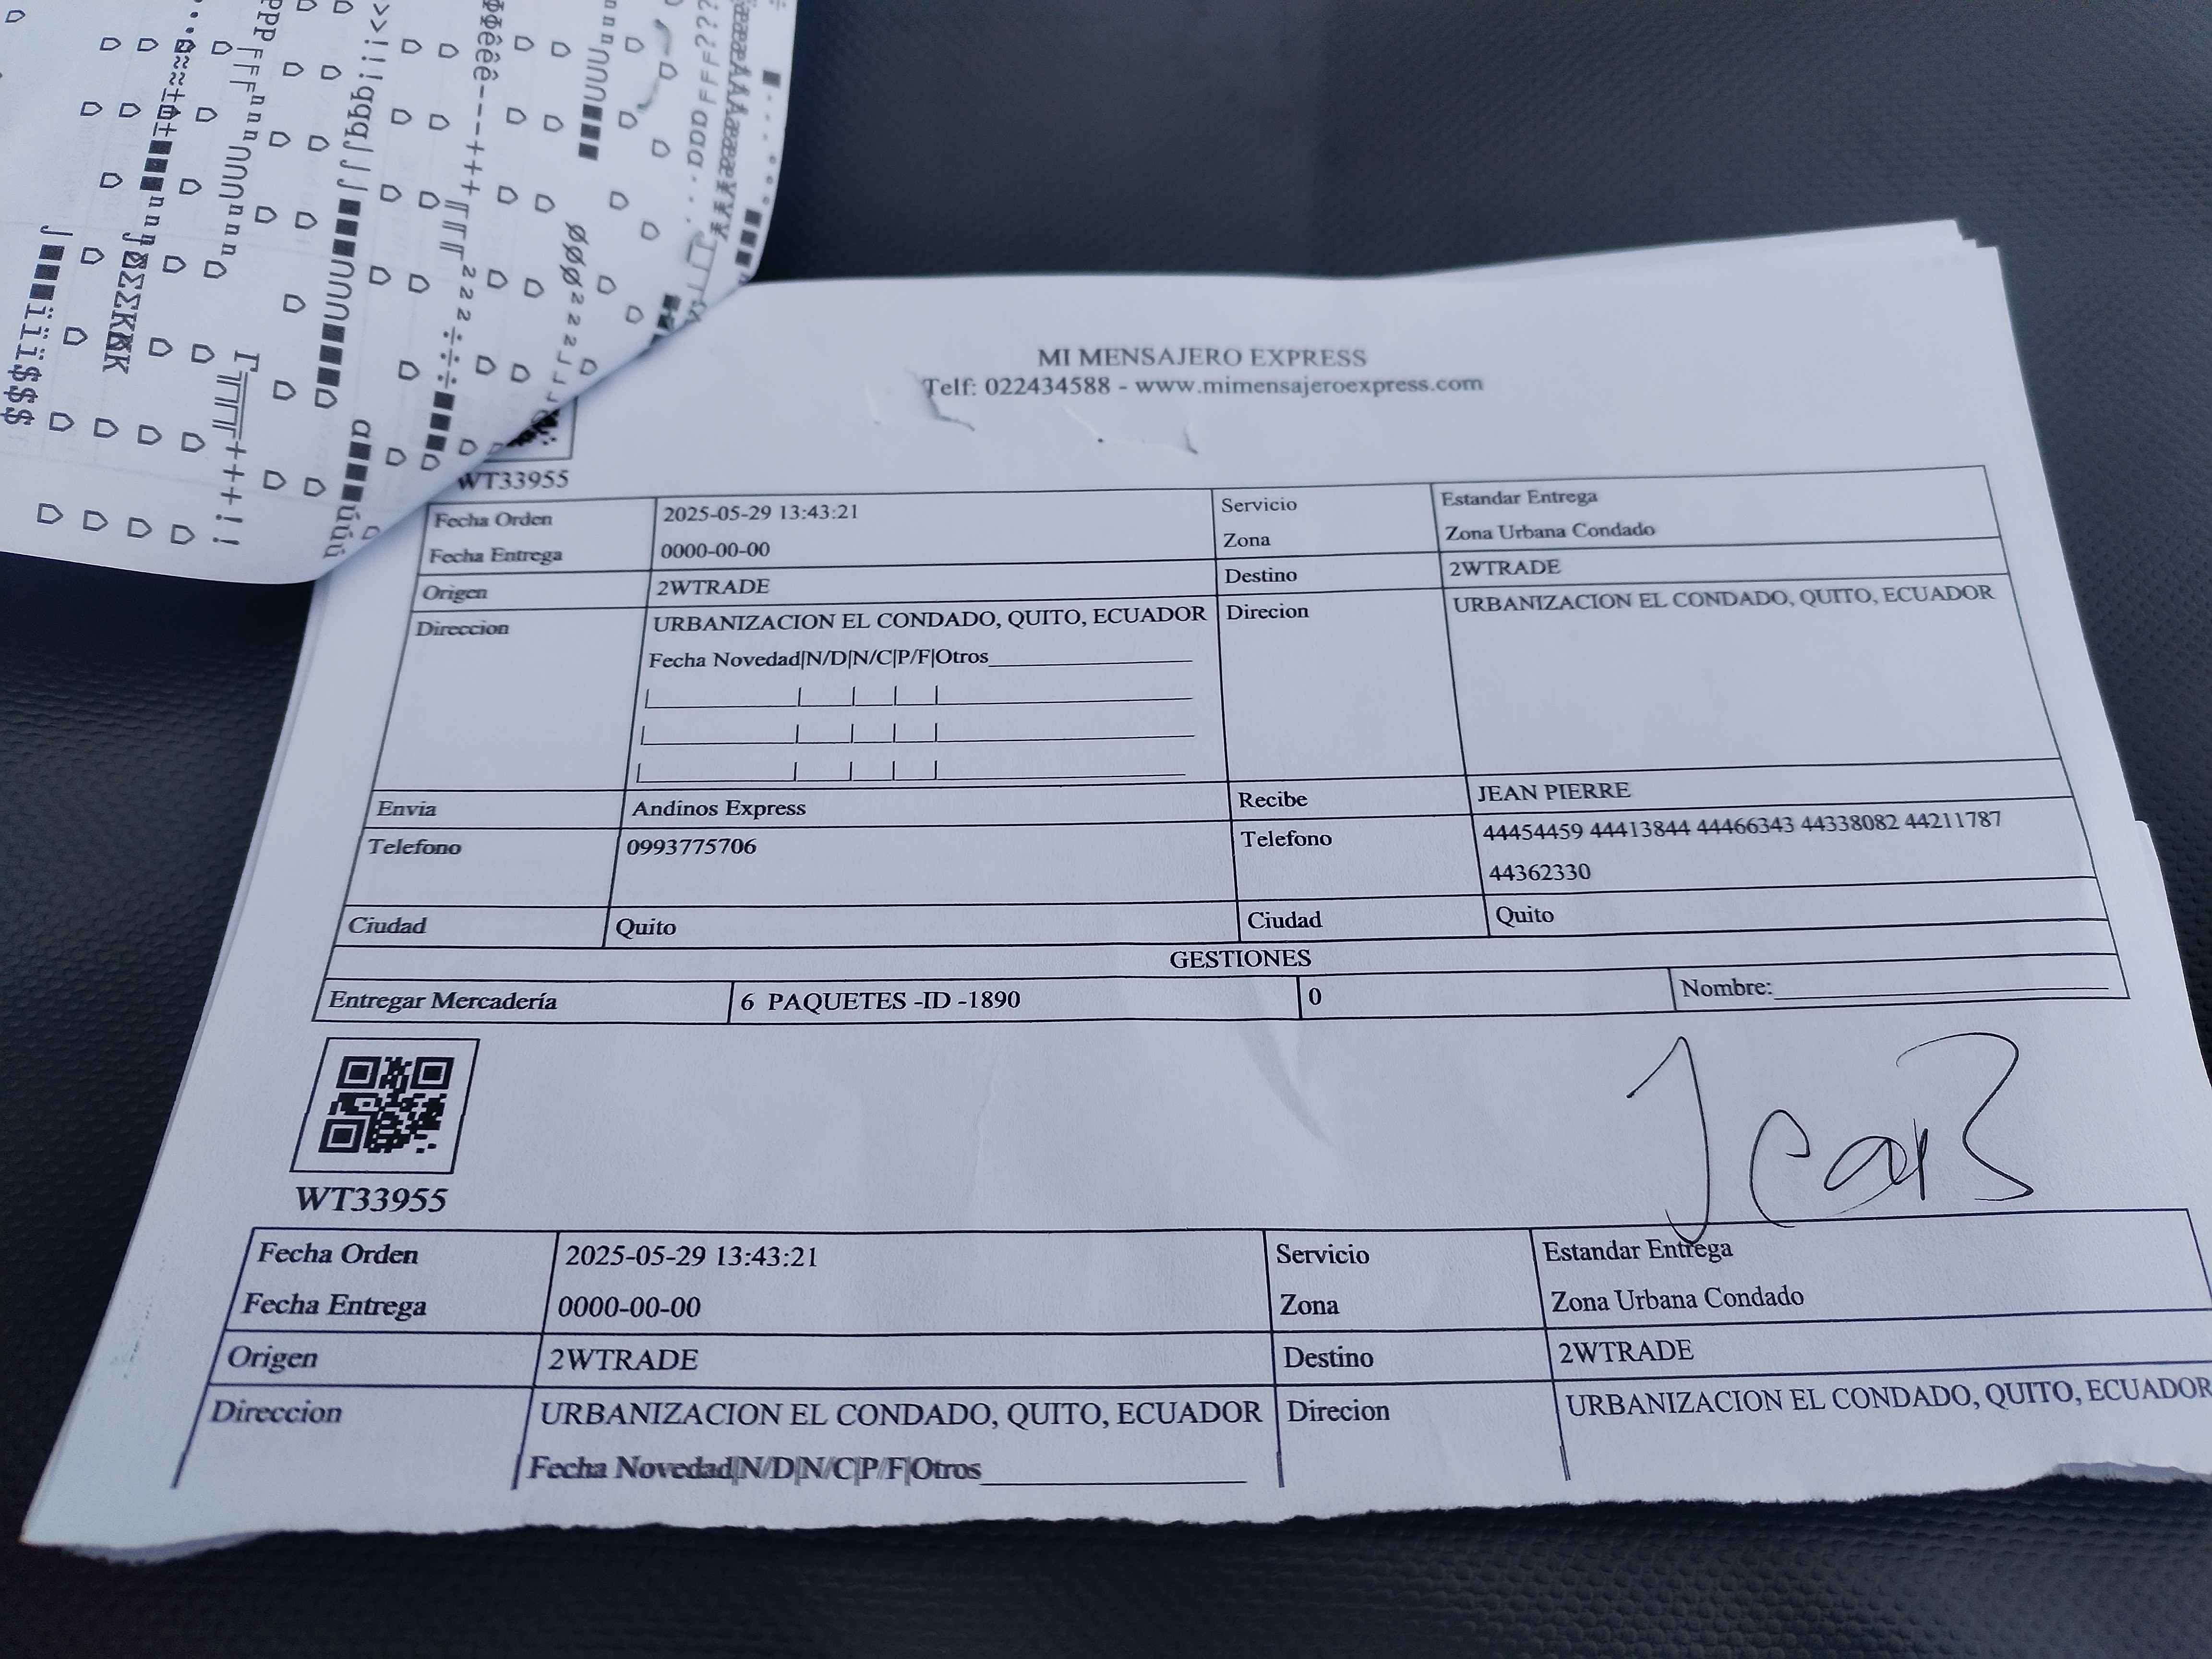 MI MENSAJERO EXPRESS
Telf: 022434588 - www.mimensajeroexpress.com
WT33955
Fecha Orden 2025-05-29 13:43:21 Servicio Estandar Entrega
Fecha Entrega 0000-00-00 Zona Zona Urbana Condado
Origen 2WTRADE Destino 2WTRADE
Direccion URBANIZACION EL CONDADO, QUITO, ECUADOR Direcion URBANIZACION EL CONDADO, QUITO, ECUADOR
Fecha Novedad|N/D|N/C|P/F|Otros
Envia Andinos Express Recibe JEAN PIERRE
Telefono 0993775706 Telefono 44454459 44413844 44466343 44338082 44211787
44362330
Ciudad Quito Ciudad Quito
GESTIONES
Entregar Mercadería 6 PAQUETES -ID -1890 0 Nombre:
WT33955
Fecha Orden 2025-05-29 13:43:21 Servicio Estandar Entrega
Fecha Entrega 0000-00-00 Zona Zona Urbana Condado
Origen 2WTRADE Destino 2WTRADE
Direccion URBANIZACION EL CONDADO, QUITO, ECUADOR Direcion URBANIZACION EL CONDADO, QUITO, ECUADOR
Fecha Novedad|N/D|N/C|P/F|Otros